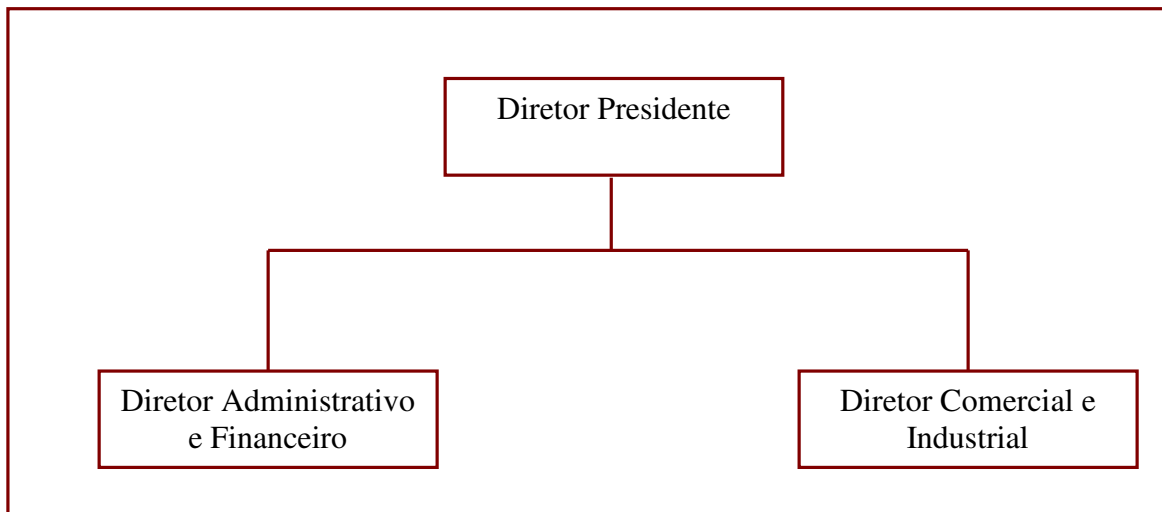 Diretor Presidente
Diretor Administrativo
e Financeiro
Diretor Comercial e
Industrial